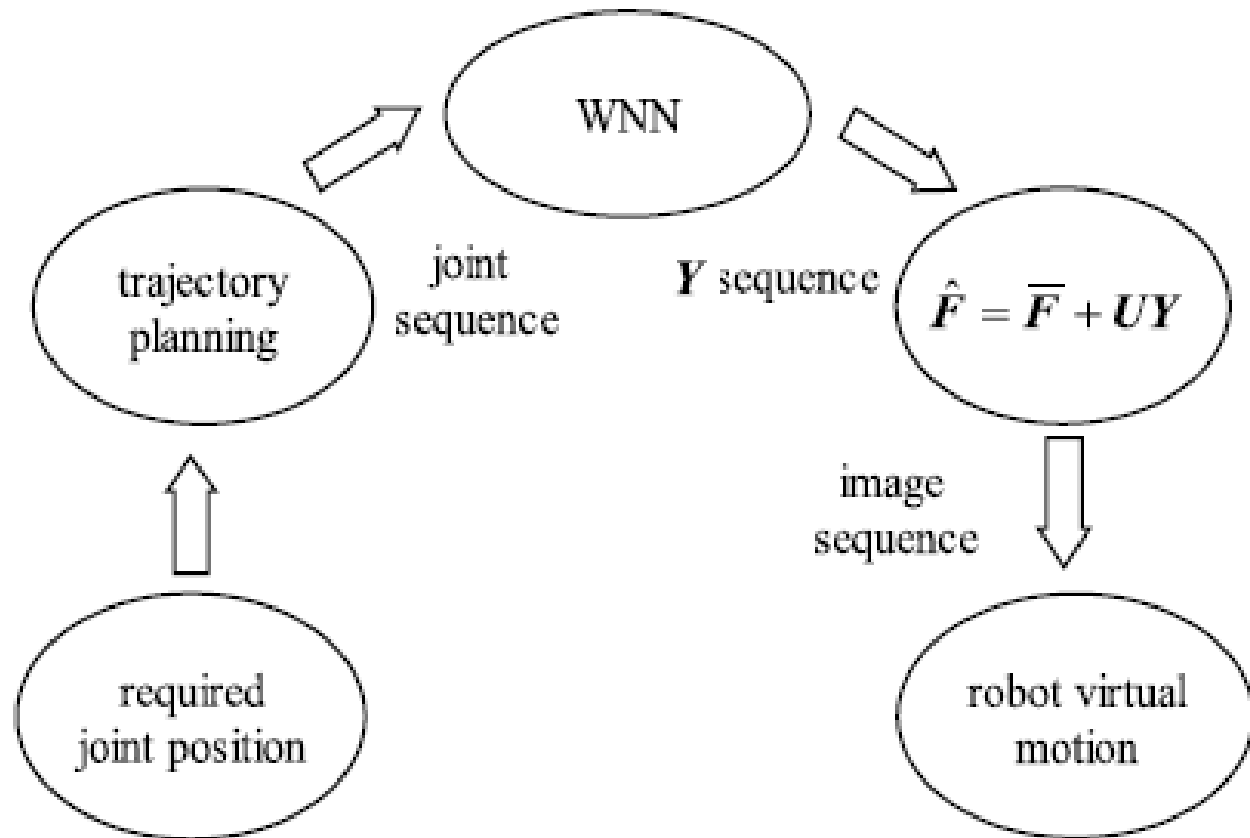 WNN
trajectory
planning
joint
sequence
Y sequence
F̂ = F̅ + UY
image
sequence
required
joint position
robot virtual
motion